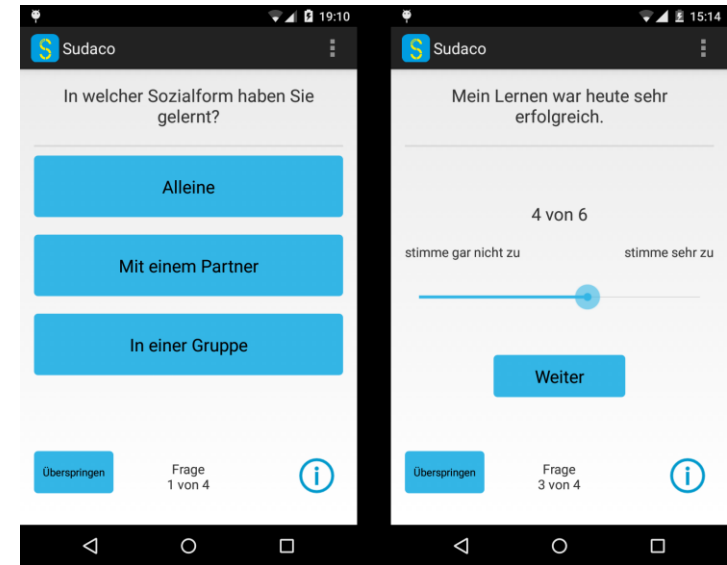 19:10
S Sudaco
In welcher Sozialform haben Sie
gelernt?
Alleine
Mit einem Partner
In einer Gruppe
Überspringen
Frage
1 von 4
i
15:14
S Sudaco
Mein Lernen war heute sehr
erfolgreich.
4 von 6
stimme gar nicht zu
stimme sehr zu
Weiter
Überspringen
Frage
3 von 4
i